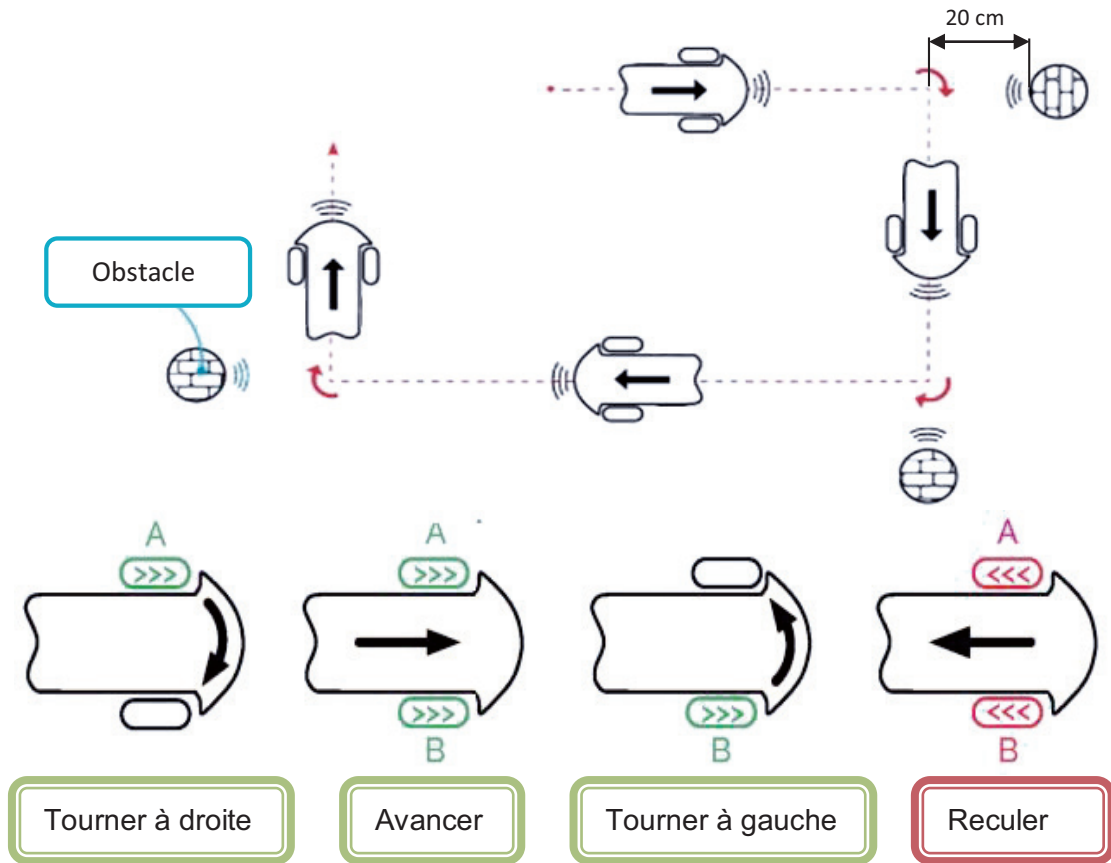 20 cm
Obstacle
A A A
>>> >>> <<<
>>> >>> <<<
B B B
Tourner à droite Avancer Tourner à gauche Reculer